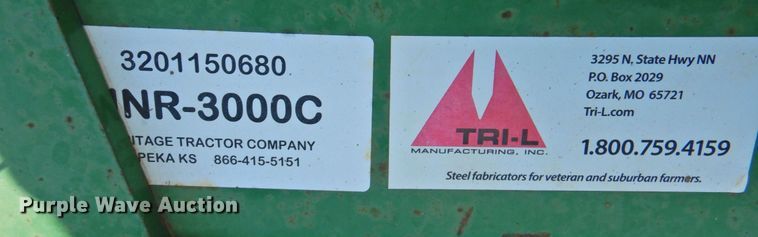 3201150680
INR-3000C
ITAGE TRACTOR COMPANY
PEKA KS 866-415-5151
TRI-L
MANUFACTURING, INC.
3295 N. State Hwy NN
P.O. Box 2029
Ozark, MO 65721
Tri-L.com
1.800.759.4159
Steel fabricators for veteran and suburban farmers.
Purple Wave Auction